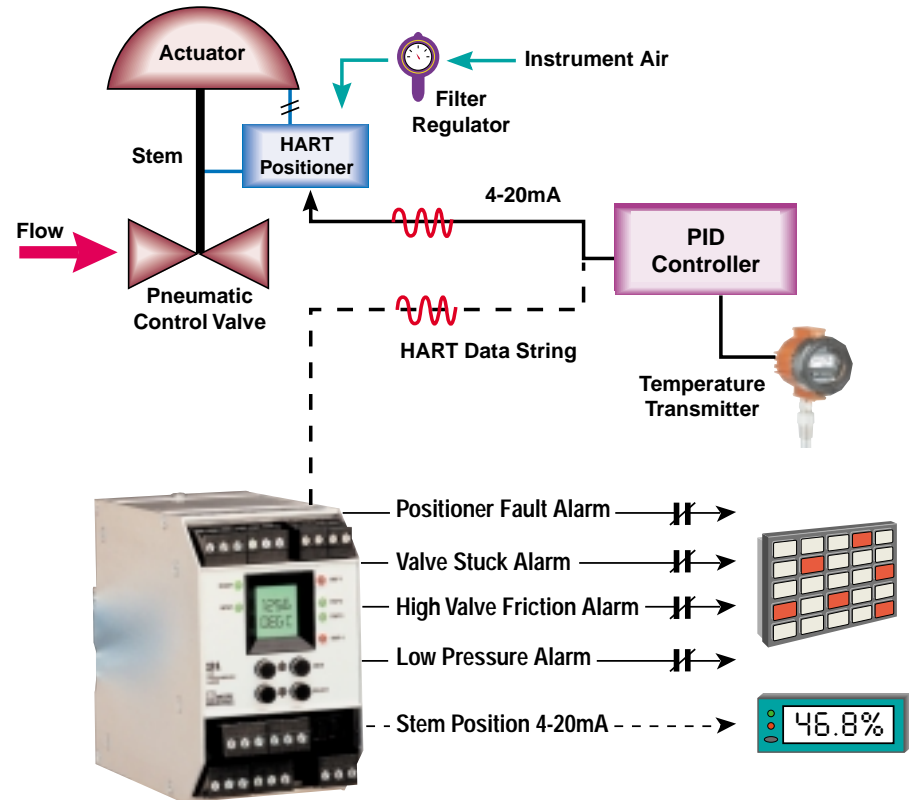 Actuator
Instrument Air
Filter
Regulator
HART
Positioner
Stem
4-20mA
Flow
PID
Controller
Pneumatic
Control Valve
HART Data String
Temperature
Transmitter
Positioner Fault Alarm
Valve Stuck Alarm
High Valve Friction Alarm
Low Pressure Alarm
Stem Position 4-20mA
46.8%